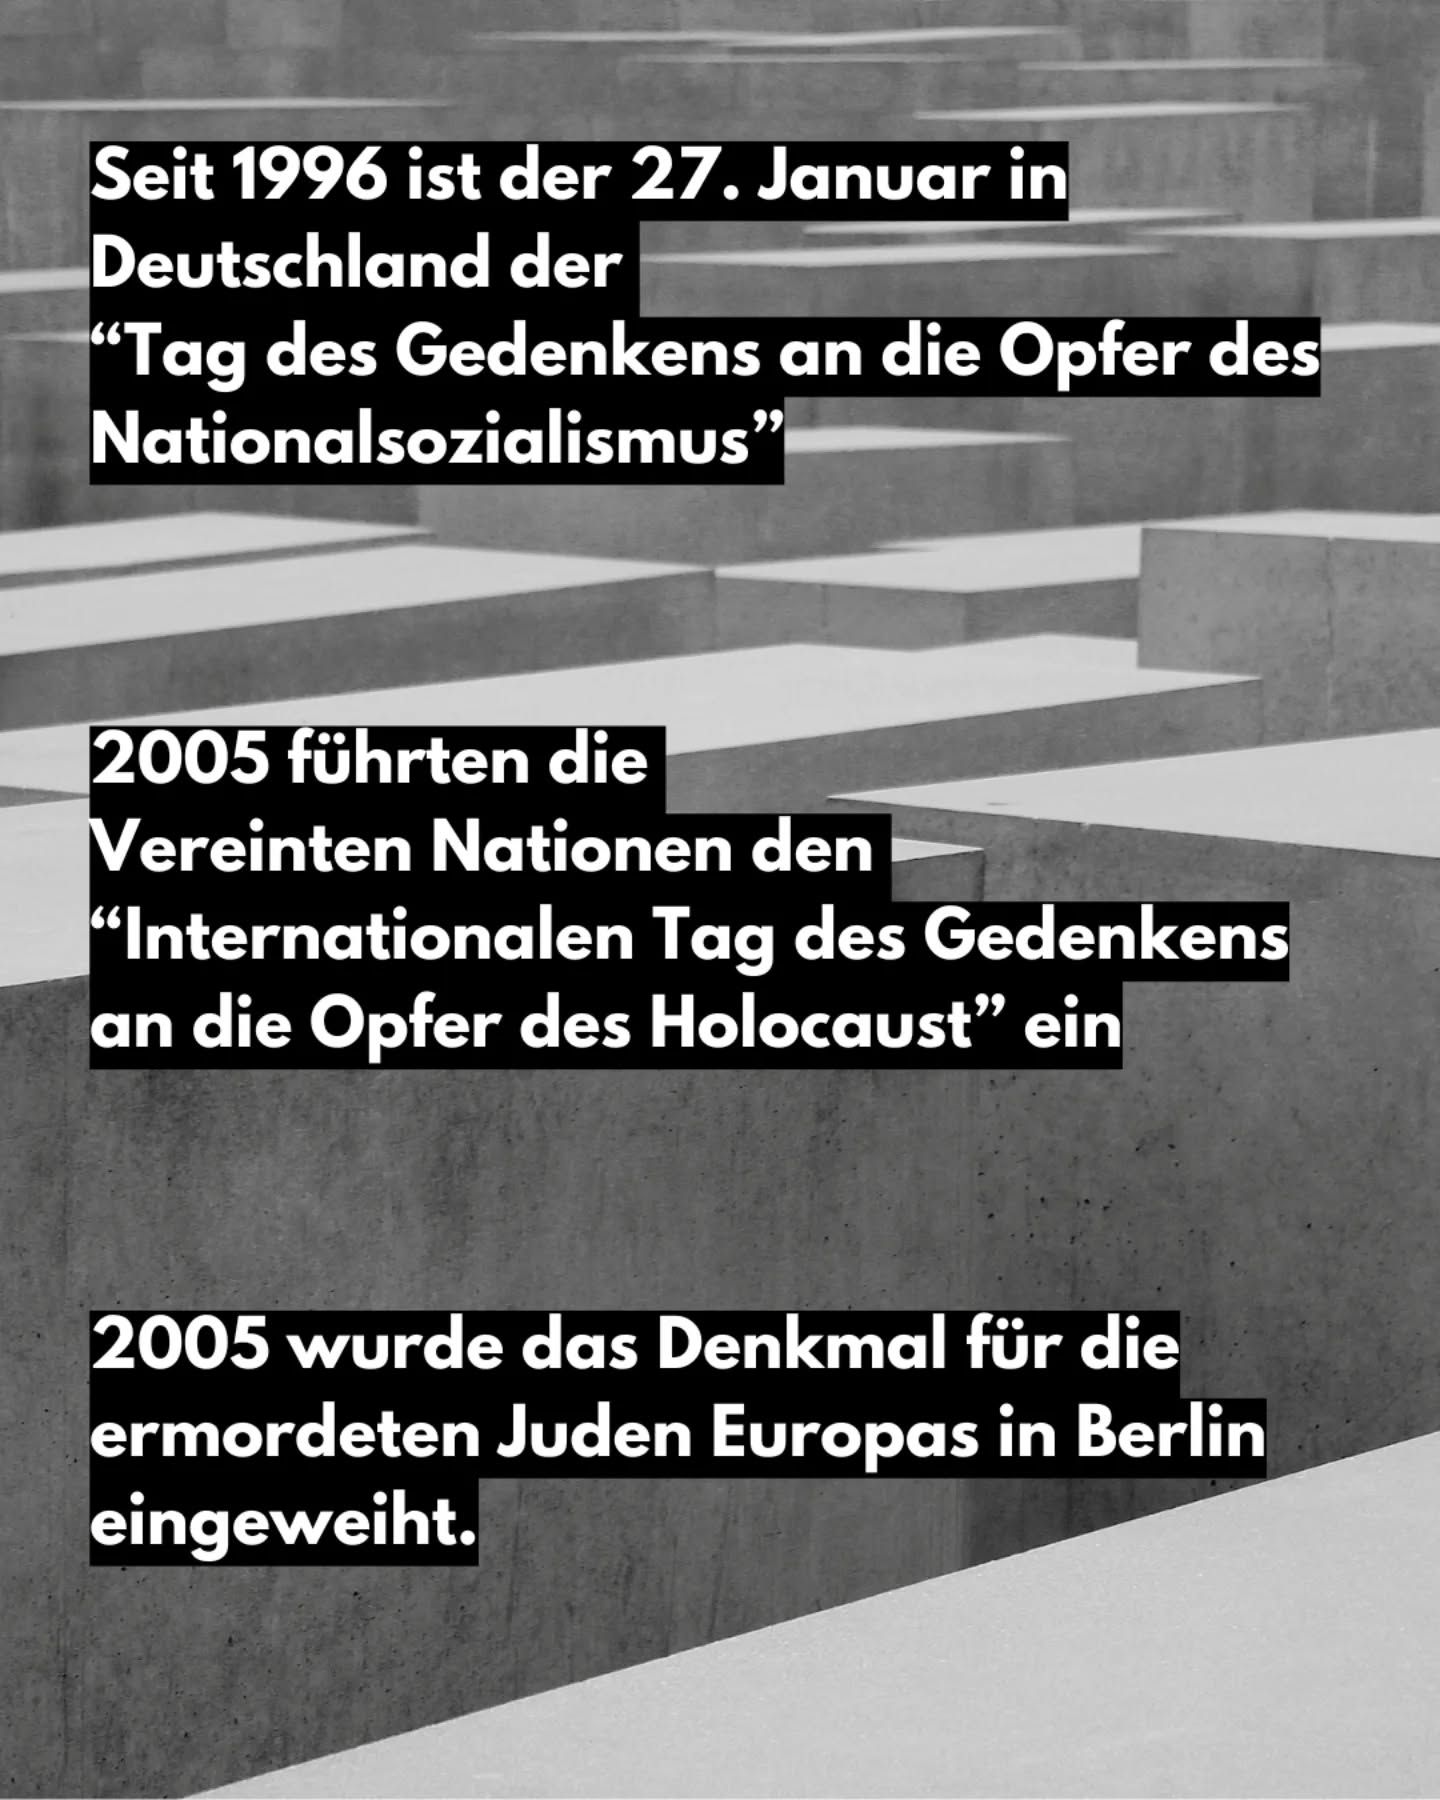 Seit 1996 ist der 27. Januar in
Deutschland der
“Tag des Gedenkens an die Opfer des
Nationalsozialismus”
2005 führten die
Vereinten Nationen den
“Internationalen Tag des Gedenkens
an die Opfer des Holocaust” ein
2005 wurde das Denkmal für die
ermordeten Juden Europas in Berlin
eingeweiht.